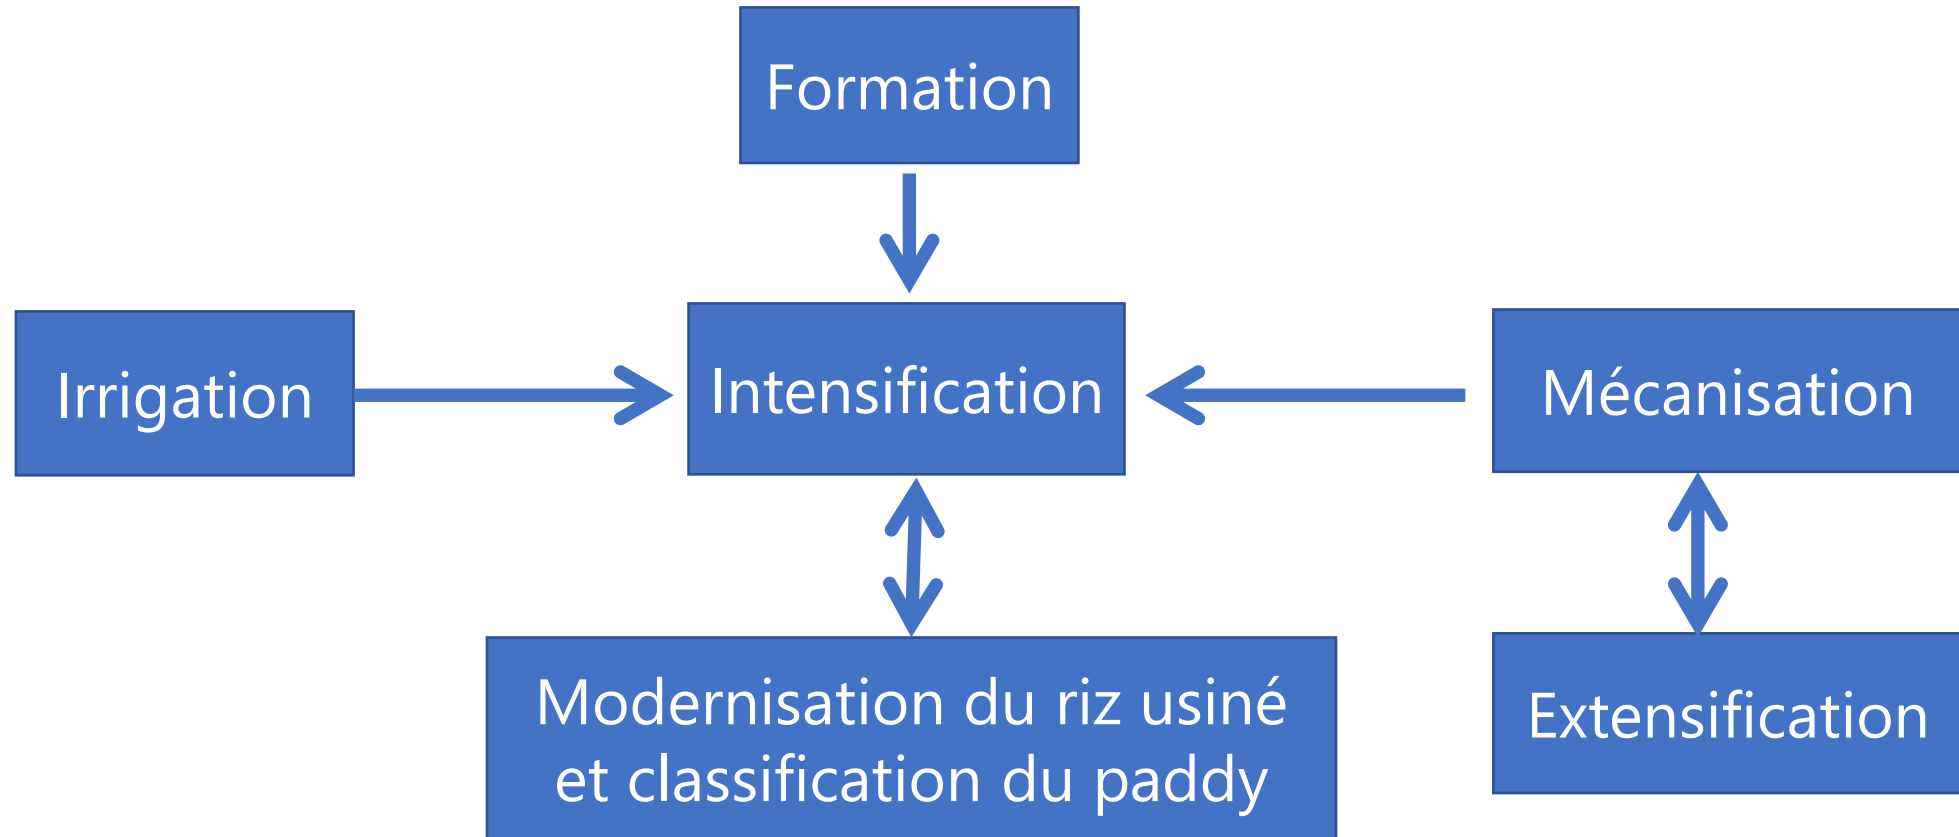 Formation
Irrigation
Intensification
Mécanisation
Modernisation du riz usiné
et classification du paddy
Extensification